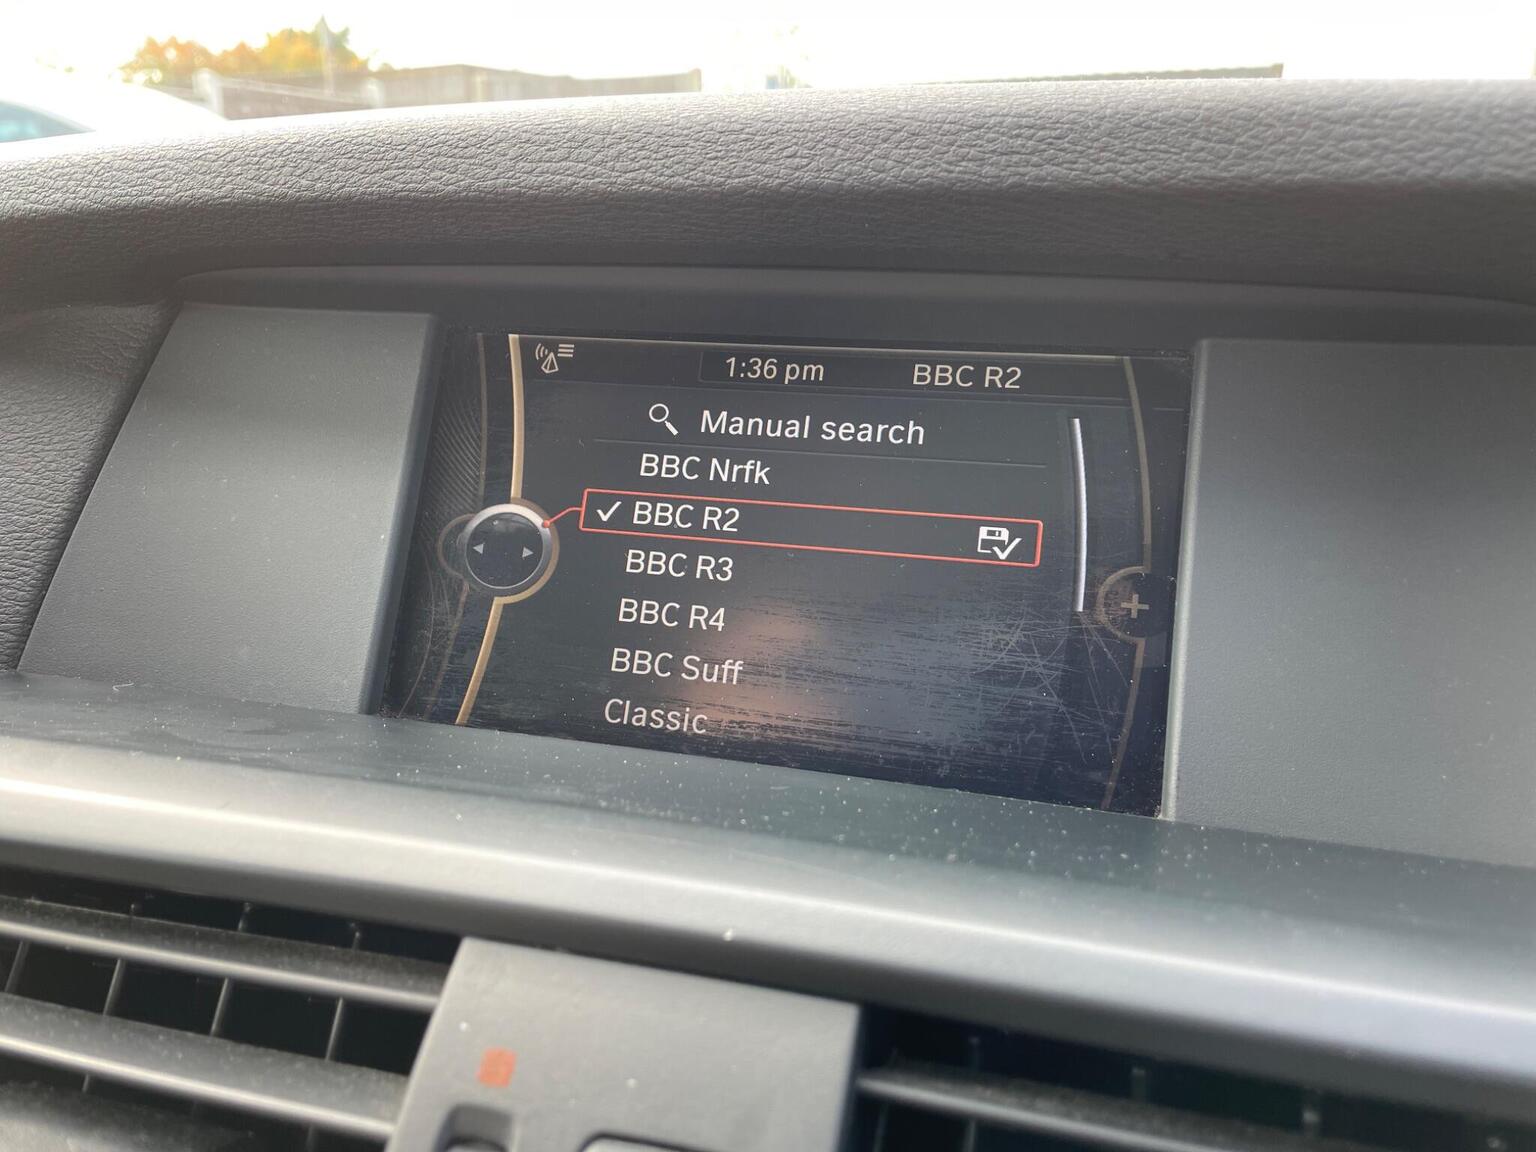 1:36 pm BBC R2
Manual search
BBC Nrfk
BBC R2
BBC R3
BBC R4
BBC Suff
Classic